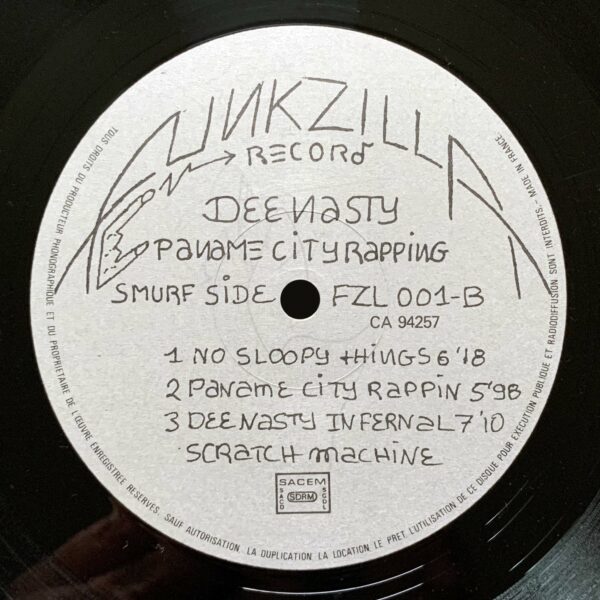 FUNKZILLA
RECORD
DEE NASTY
PANAME CITY RAPPING
SMURF SIDE FZL 001-B
CA 94257
1 NO SLOOPY THINGS 6'18
2 PANAME CITY RAPPIN 5'98
3 DEE NASTY INFERNAL 7'10
SCRATCH MACHINE
SACEM
SACD SDRM SGDL
TOUS DROITS DU PRODUCTEUR PHONOGRAPHIQUE ET DU PROPRIETAIRE DE L'ŒUVRE ENREGISTREE RESERVES. SAUF AUTORISATION. LA DUPLICATION. LA LOCATION. LE PRET. L'UTILISATION DE CE DISQUE POUR EXECUTION PUBLIQUE ET RADIODIFFUSION SONT INTERDITS. - MADE IN FRANCE